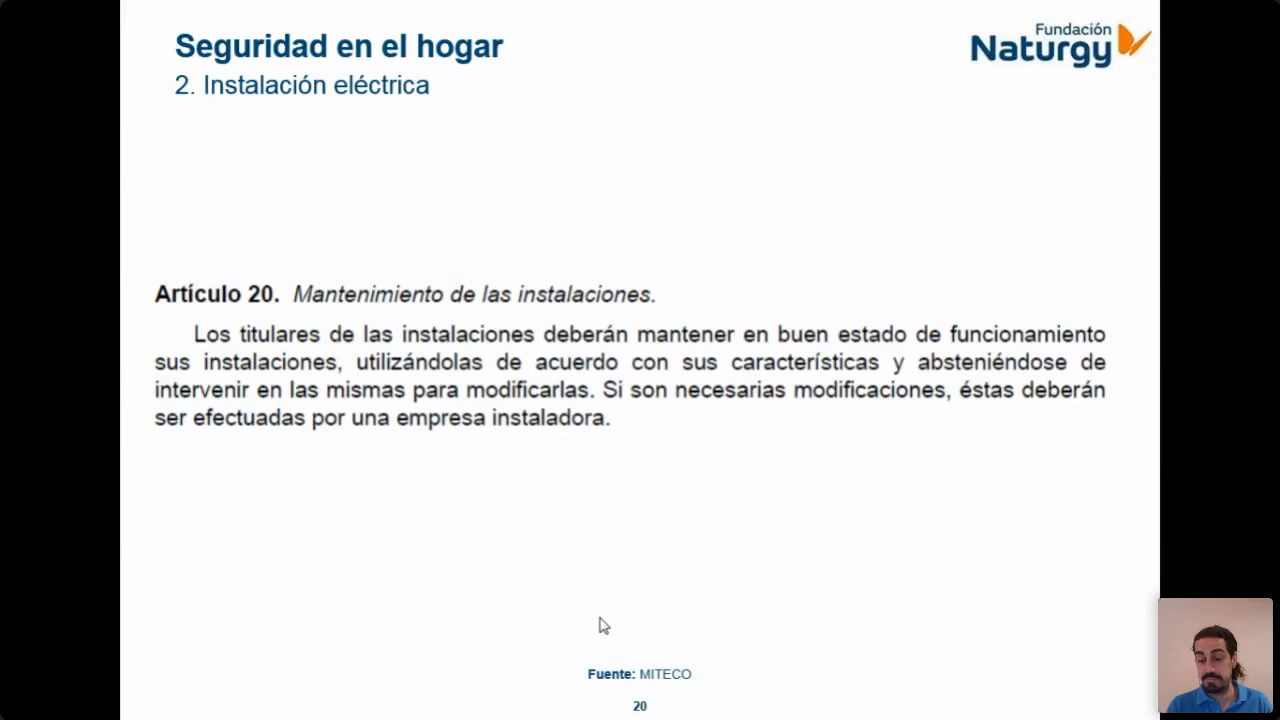 Seguridad en el hogar
2. Instalación eléctrica
Fundación
Naturgy
Artículo 20. Mantenimiento de las instalaciones.
Los titulares de las instalaciones deberán mantener en buen estado de funcionamiento
sus instalaciones, utilizándolas de acuerdo con sus características y absteniéndose de
intervenir en las mismas para modificarlas. Si son necesarias modificaciones, éstas deberán
ser efectuadas por una empresa instaladora.
Fuente: MITECO
20